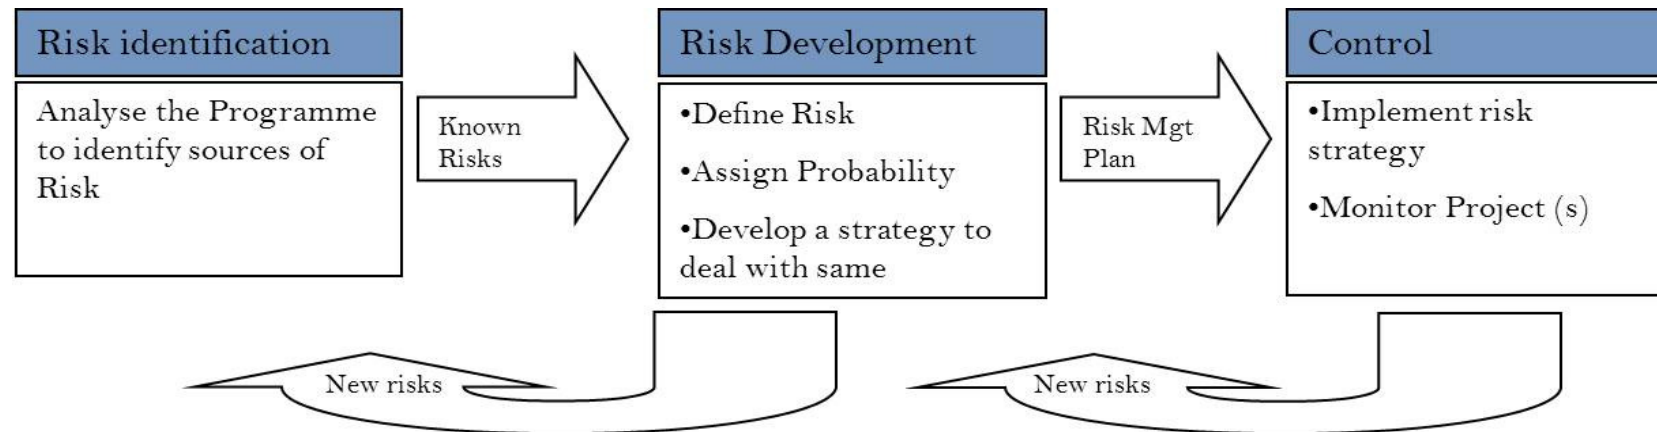 Risk identification
Analyse the Programme
to identify sources of
Risk
Known
Risks
Risk Development
•Define Risk
•Assign Probability
•Develop a strategy to
deal with same
Risk Mgt
Plan
Control
•Implement risk
strategy
•Monitor Project (s)
New risks
New risks